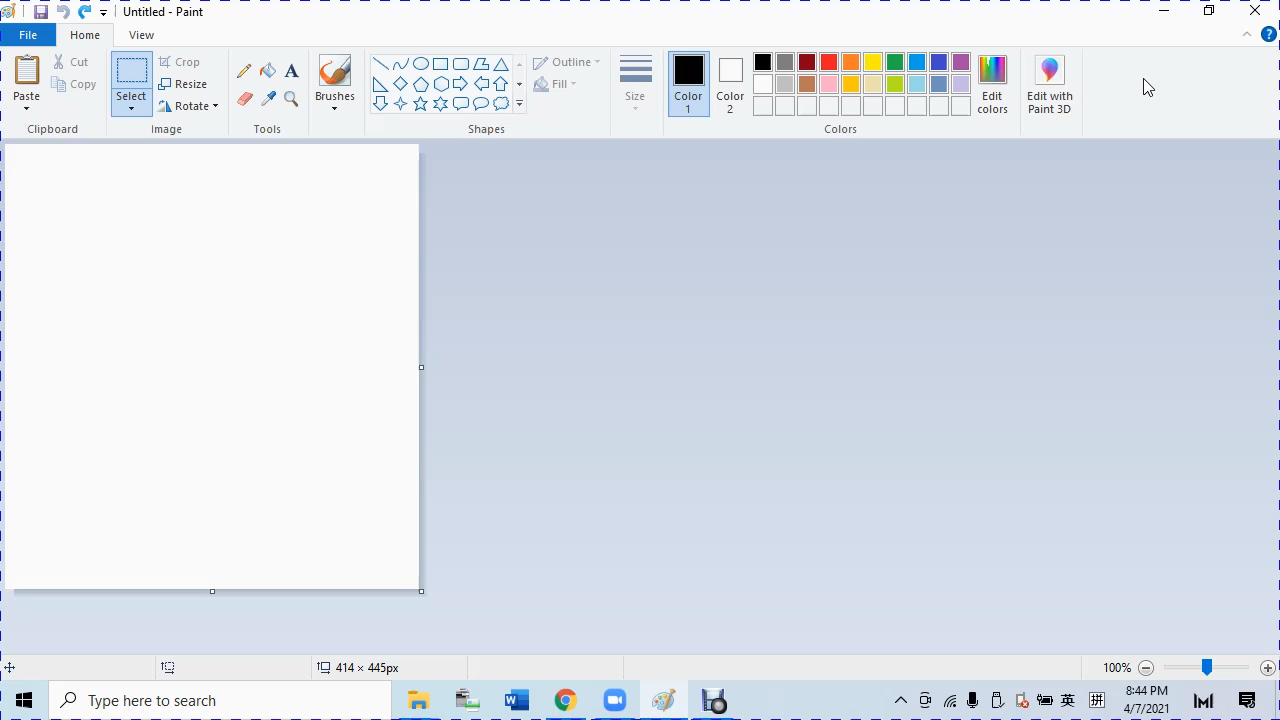 Untitled - Paint
File Home View
Paste
Cut
Copy
Clipboard
Select
Crop
Resize
Rotate
Image
A
Tools
Brushes
Shapes
Outline
Fill
Size
Color 1
Color 2
Colors
Edit colors
Edit with Paint 3D
414 × 445px
100%
Type here to search
W
英
拼
8:44 PM
4/7/2021